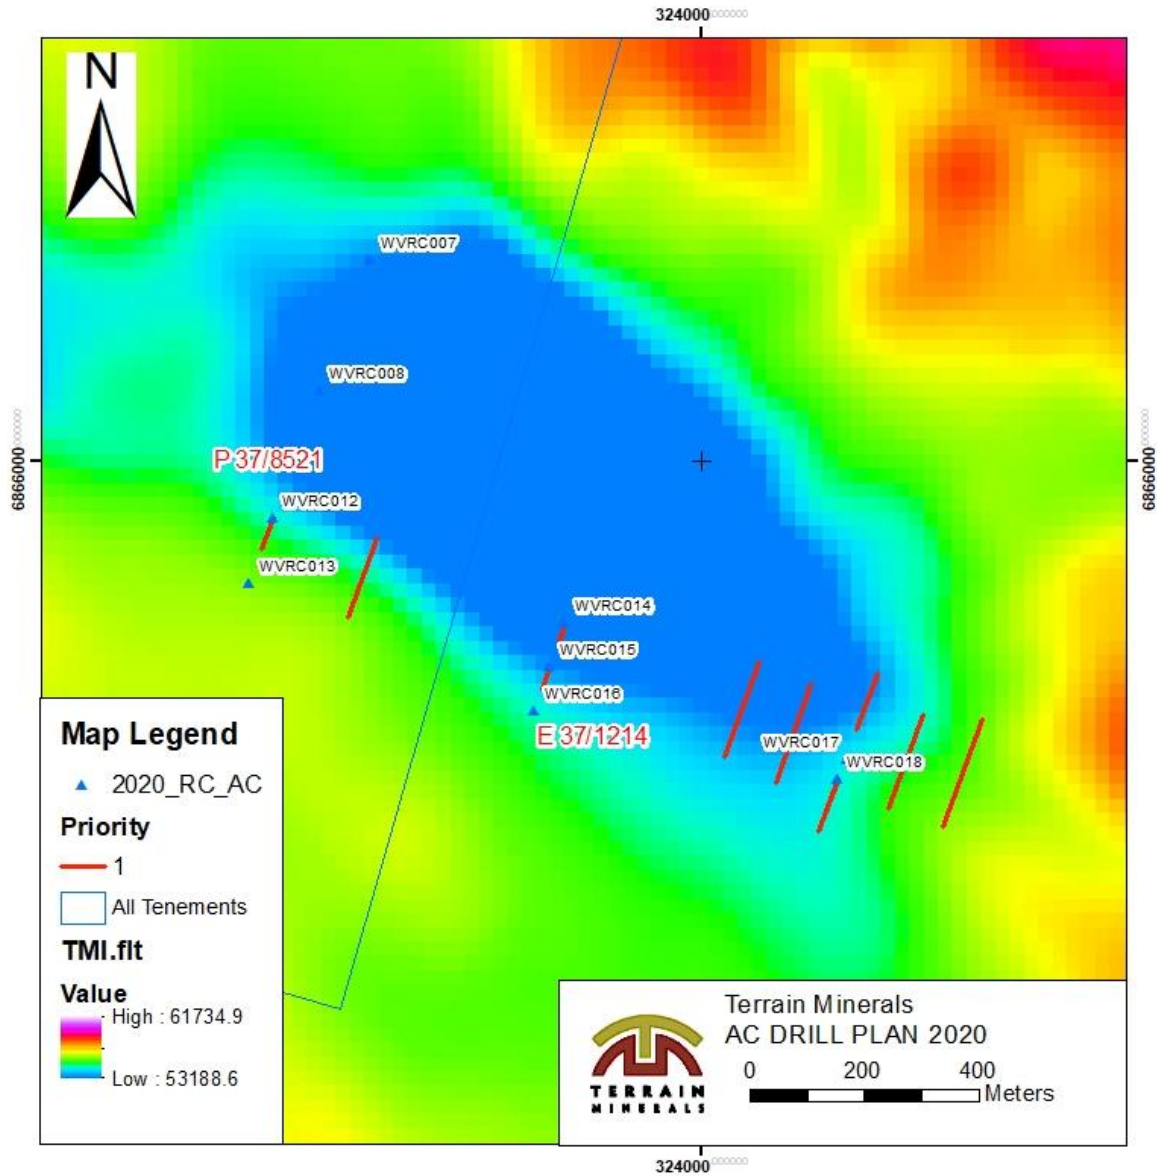 324000
N
WVRC007
WVRC008
6866000
6866000
P 37/8521
WVRC012
WVRC013
WVRC014
WVRC015
WVRC016
E 37/1214
WVRC017
WVRC018
Map Legend
2020_RC_AC
Priority
1
All Tenements
TMI.flt
Value
High : 61734.9
Low : 53188.6
Terrain Minerals
AC DRILL PLAN 2020
0 200 400
Meters
TERRAIN
MINERALS
324000